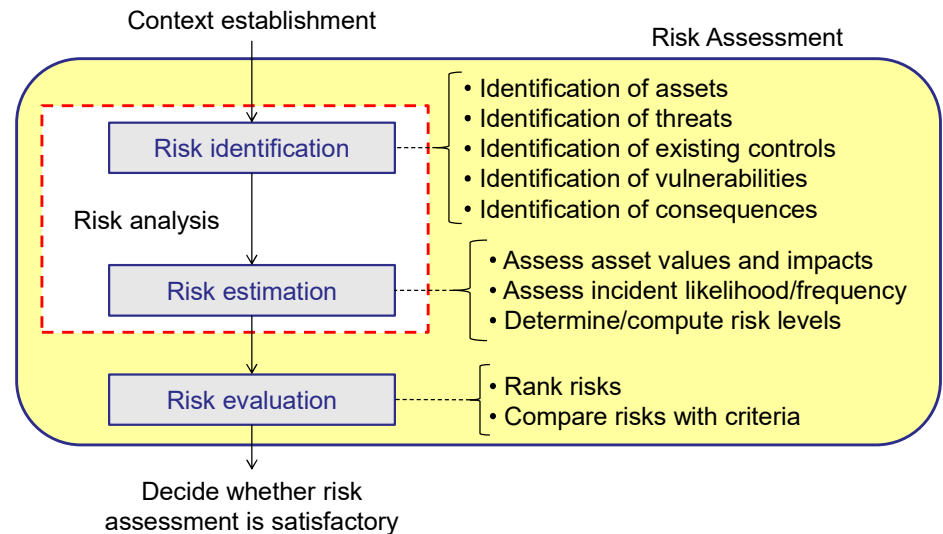 Context establishment
Risk Assessment
Risk identification
• Identification of assets
• Identification of threats
• Identification of existing controls
• Identification of vulnerabilities
• Identification of consequences
Risk analysis
Risk estimation
• Assess asset values and impacts
• Assess incident likelihood/frequency
• Determine/compute risk levels
Risk evaluation
• Rank risks
• Compare risks with criteria
Decide whether risk
assessment is satisfactory